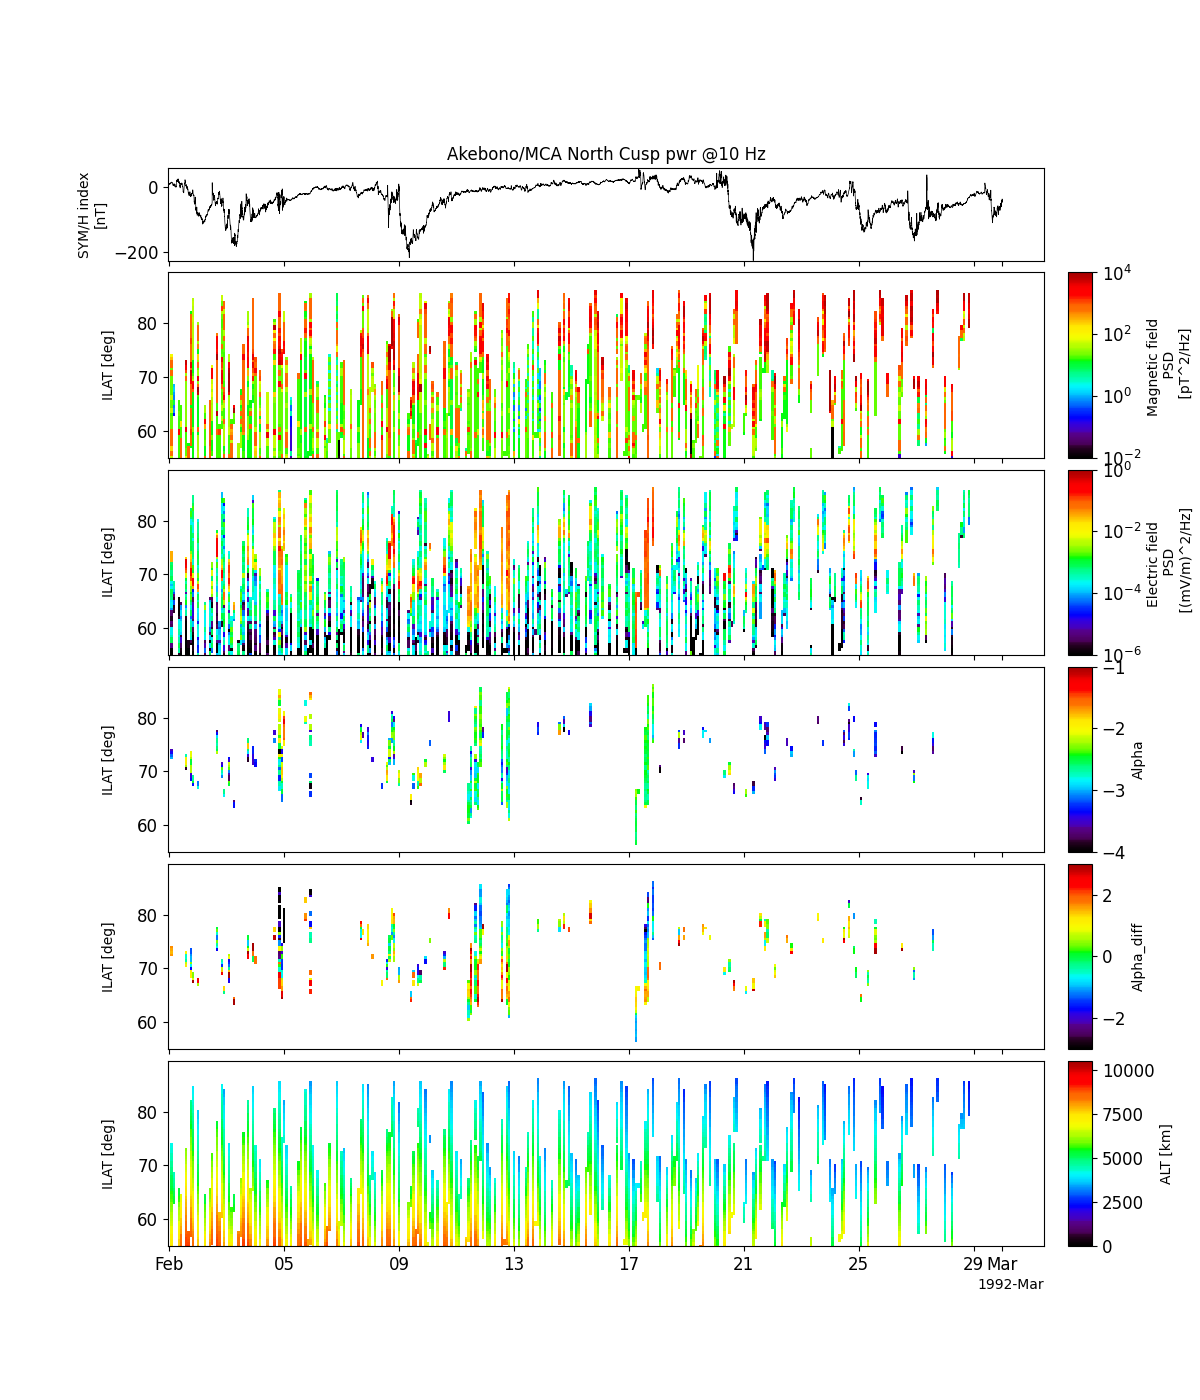 Akebono/MCA North Cusp pwr @10 Hz
SYM/H index
[nT]
0
−200
ILAT [deg]
80
70
60
10^4
10^2
10^0
10^−2
Magnetic field
PSD
[pT^2/Hz]
ILAT [deg]
80
70
60
10^0
10^−2
10^−4
10^−6
Electric field
PSD
[(mV/m)^2/Hz]
ILAT [deg]
80
70
60
−1
−2
−3
−4
Alpha
ILAT [deg]
80
70
60
2
0
−2
Alpha_diff
ILAT [deg]
80
70
60
10000
7500
5000
2500
0
ALT [km]
Feb 05 09 13 17 21 25 29 Mar
1992-Mar